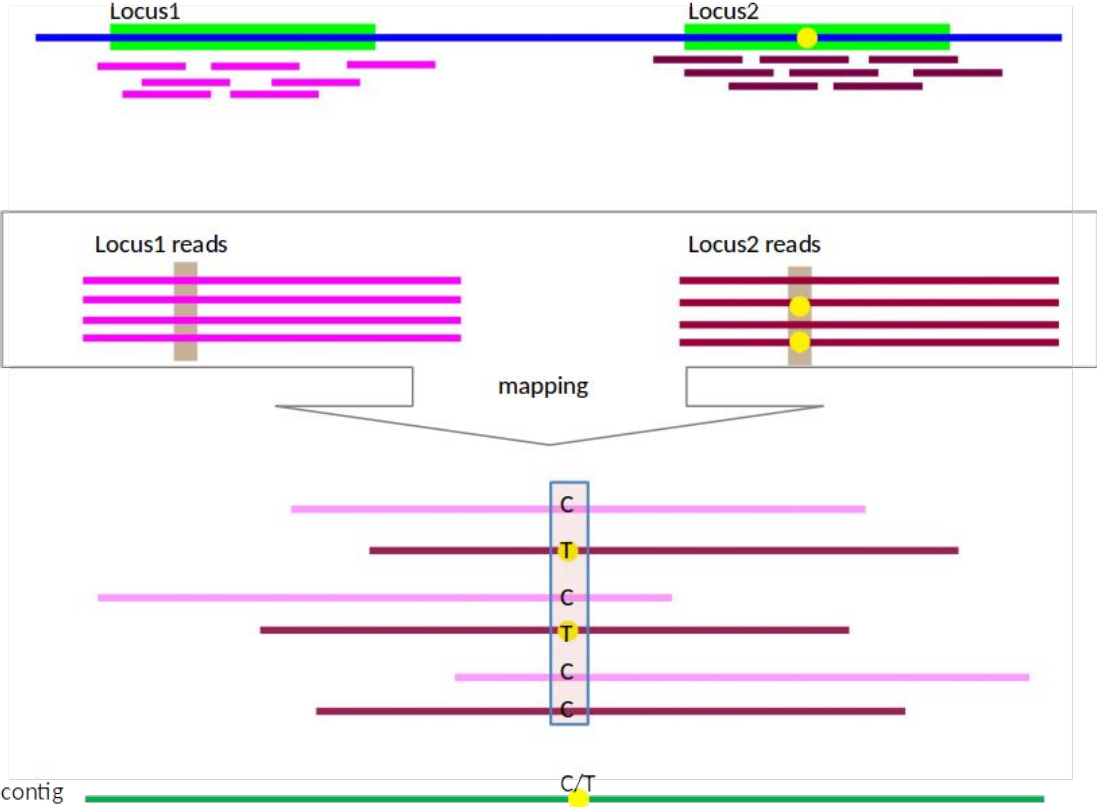 Locus1
Locus2
Locus1 reads
Locus2 reads
mapping
C
T
C
T
C
C
C/T
contig